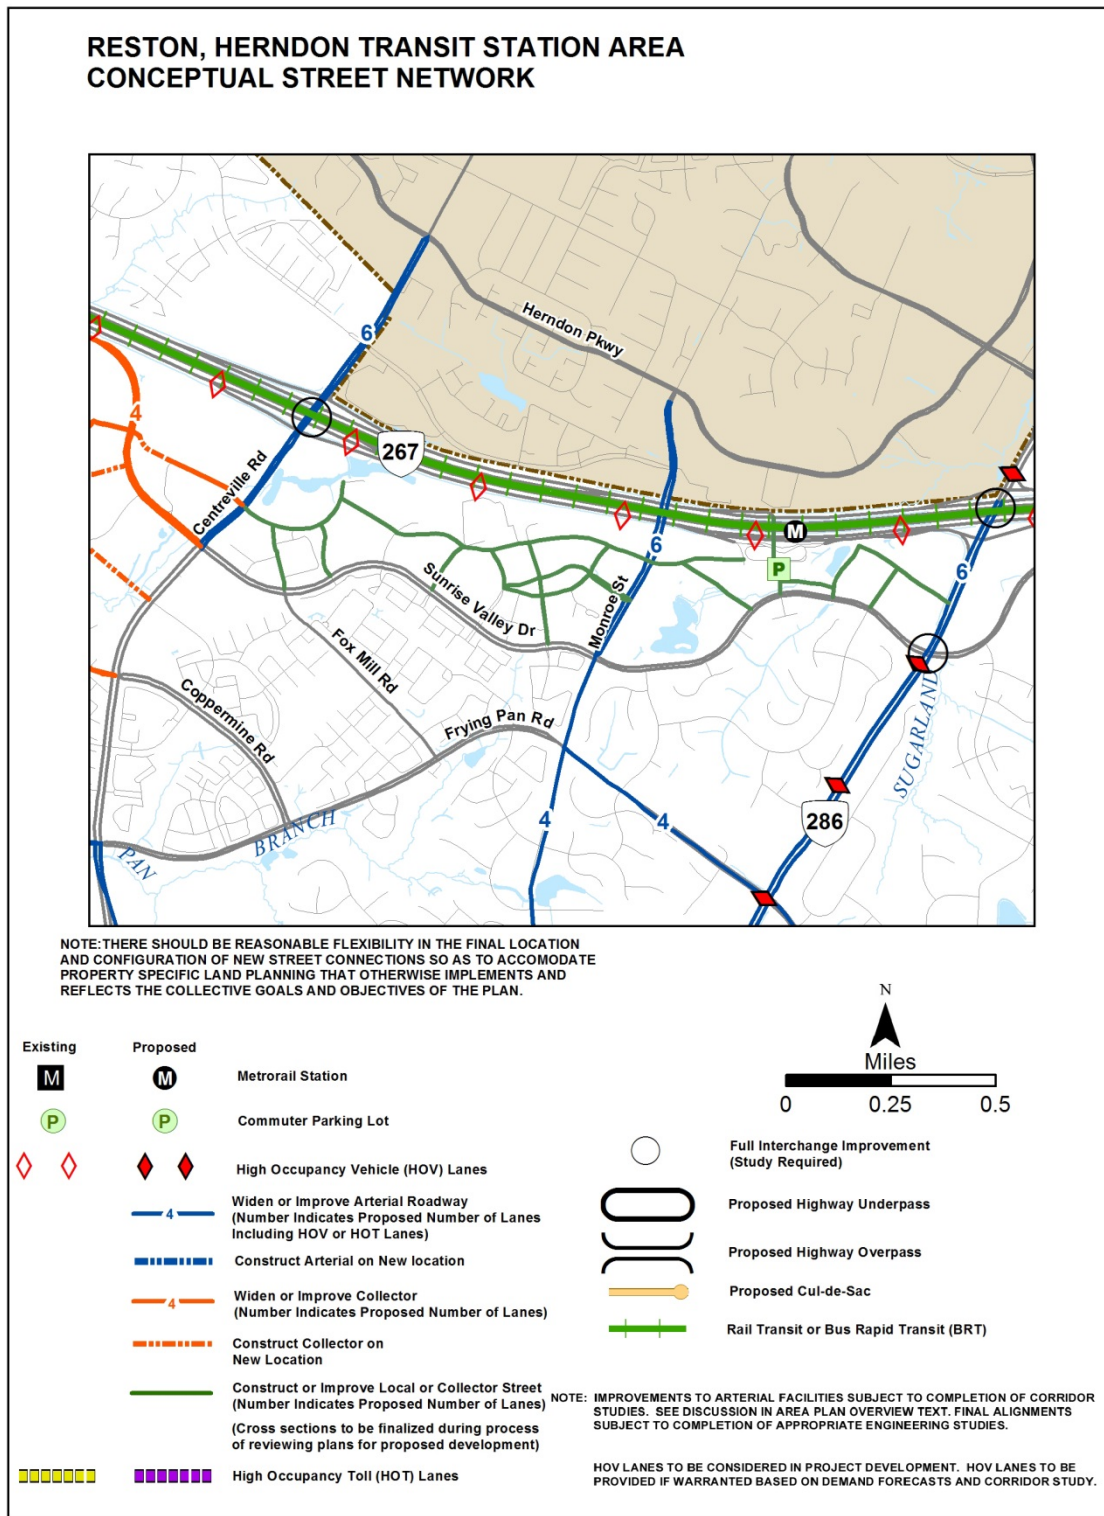 RESTON, HERNDON TRANSIT STATION AREA
CONCEPTUAL STREET NETWORK
6
Herndon Pkwy
4
267
Centreville Rd
M
P
6
6
Sunrise Valley Dr
Monroe St
Fox Mill Rd
Coppermine Rd
Frying Pan Rd
SUGARLAND
286
4
4
BRANCH
PAN
NOTE:THERE SHOULD BE REASONABLE FLEXIBILITY IN THE FINAL LOCATION
AND CONFIGURATION OF NEW STREET CONNECTIONS SO AS TO ACCOMODATE
PROPERTY SPECIFIC LAND PLANNING THAT OTHERWISE IMPLEMENTS AND
REFLECTS THE COLLECTIVE GOALS AND OBJECTIVES OF THE PLAN.
N
Miles
0 0.25 0.5
Existing Proposed
M M Metrorail Station
P P Commuter Parking Lot
High Occupancy Vehicle (HOV) Lanes
4 Widen or Improve Arterial Roadway
(Number Indicates Proposed Number of Lanes
Including HOV or HOT Lanes)
Construct Arterial on New location
4 Widen or Improve Collector
(Number Indicates Proposed Number of Lanes)
Construct Collector on
New Location
Construct or Improve Local or Collector Street
(Number Indicates Proposed Number of Lanes)
(Cross sections to be finalized during process
of reviewing plans for proposed development)
High Occupancy Toll (HOT) Lanes
Full Interchange Improvement
(Study Required)
Proposed Highway Underpass
Proposed Highway Overpass
Proposed Cul-de-Sac
Rail Transit or Bus Rapid Transit (BRT)
NOTE: IMPROVEMENTS TO ARTERIAL FACILITIES SUBJECT TO COMPLETION OF CORRIDOR
STUDIES. SEE DISCUSSION IN AREA PLAN OVERVIEW TEXT. FINAL ALIGNMENTS
SUBJECT TO COMPLETION OF APPROPRIATE ENGINEERING STUDIES.
HOV LANES TO BE CONSIDERED IN PROJECT DEVELOPMENT. HOV LANES TO BE
PROVIDED IF WARRANTED BASED ON DEMAND FORECASTS AND CORRIDOR STUDY.